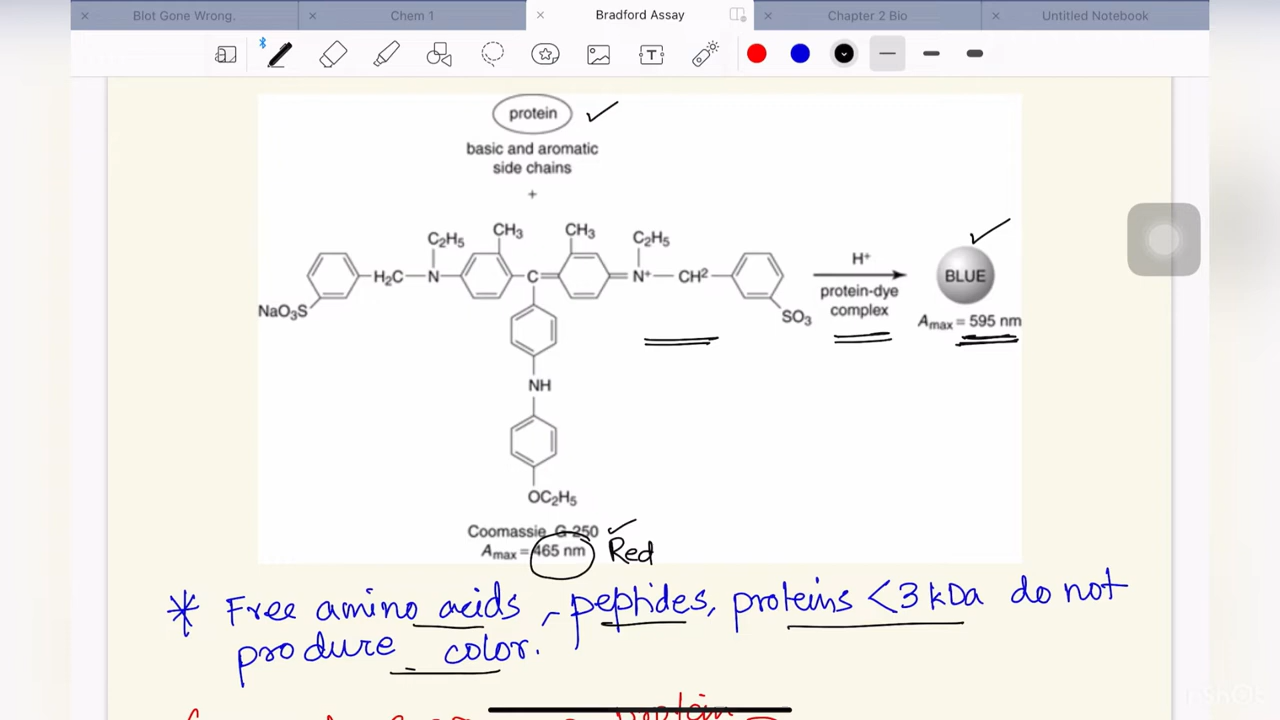 Blot Gone Wrong. Chem 1 Bradford Assay Chapter 2 Bio Untitled Notebook
T
protein
basic and aromatic
side chains
+
C₂H₅ CH₃ CH₃ C₂H₅
H₂C N C N⁺ CH² H⁺ BLUE
NaO₃S SO₃ protein-dye
complex
Amax = 595 nm
NH
OC₂H₅
Coomassie G 250
Amax = 465 nm Red
* Free amino acids, peptides, proteins <3 kDa do not
produce color.
protein